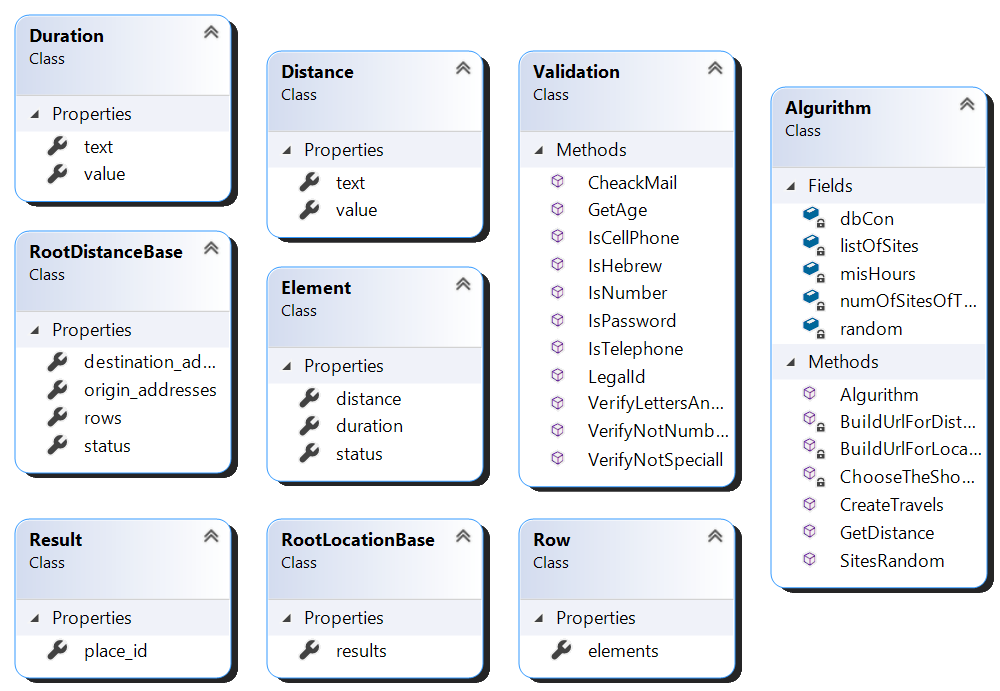 Duration
Class
Properties
text
value
Distance
Class
Properties
text
value
Validation
Class
Methods
CheackMail
GetAge
IsCellPhone
IsHebrew
IsNumber
IsPassword
IsTelephone
LegalId
VerifyLettersAn...
VerifyNotNumb...
VerifyNotSpeciall
Algurithm
Class
Fields
dbCon
listOfSites
misHours
numOfSitesOfT...
random
Methods
Algurithm
BuildUrlForDist...
BuildUrlForLoca...
ChooseTheSho...
CreateTravels
GetDistance
SitesRandom
RootDistanceBase
Class
Properties
destination_ad...
origin_addresses
rows
status
Element
Class
Properties
distance
duration
status
Result
Class
Properties
place_id
RootLocationBase
Class
Properties
results
Row
Class
Properties
elements